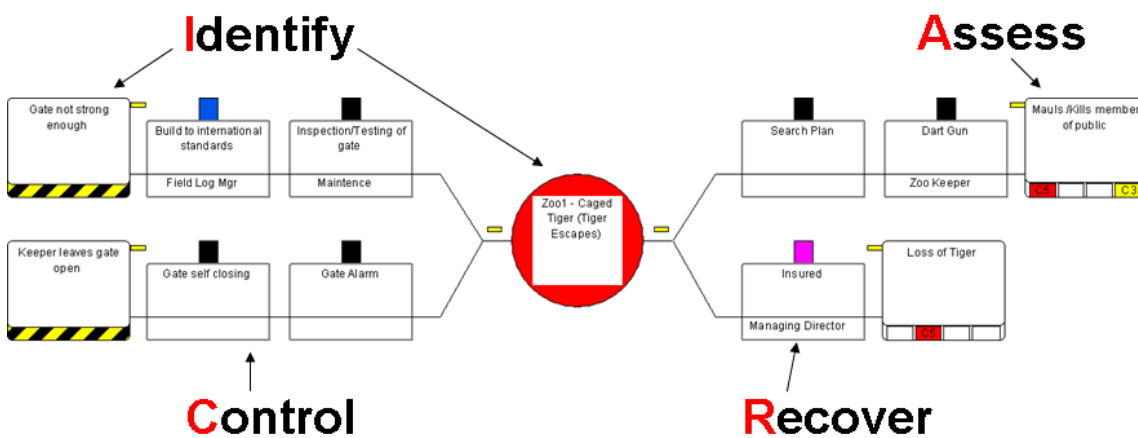 Identify
Assess
Gate not strong
enough
Build to international
standards
Field Log Mgr
Inspection/Testing of
gate
Maintence
Zoo1 - Caged
Tiger (Tiger
Escapes)
Search Plan
Dart Gun
Zoo Keeper
Mauls /Kills member
of public
C5
C3
Keeper leaves gate
open
Gate self closing
Gate Alarm
Insured
Managing Director
Loss of Tiger
C5
Control
Recover